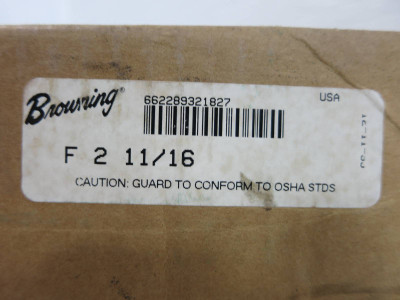 Browning®
662289321827
USA
F 2 11/16
CAUTION: GUARD TO CONFORM TO OSHA STDS